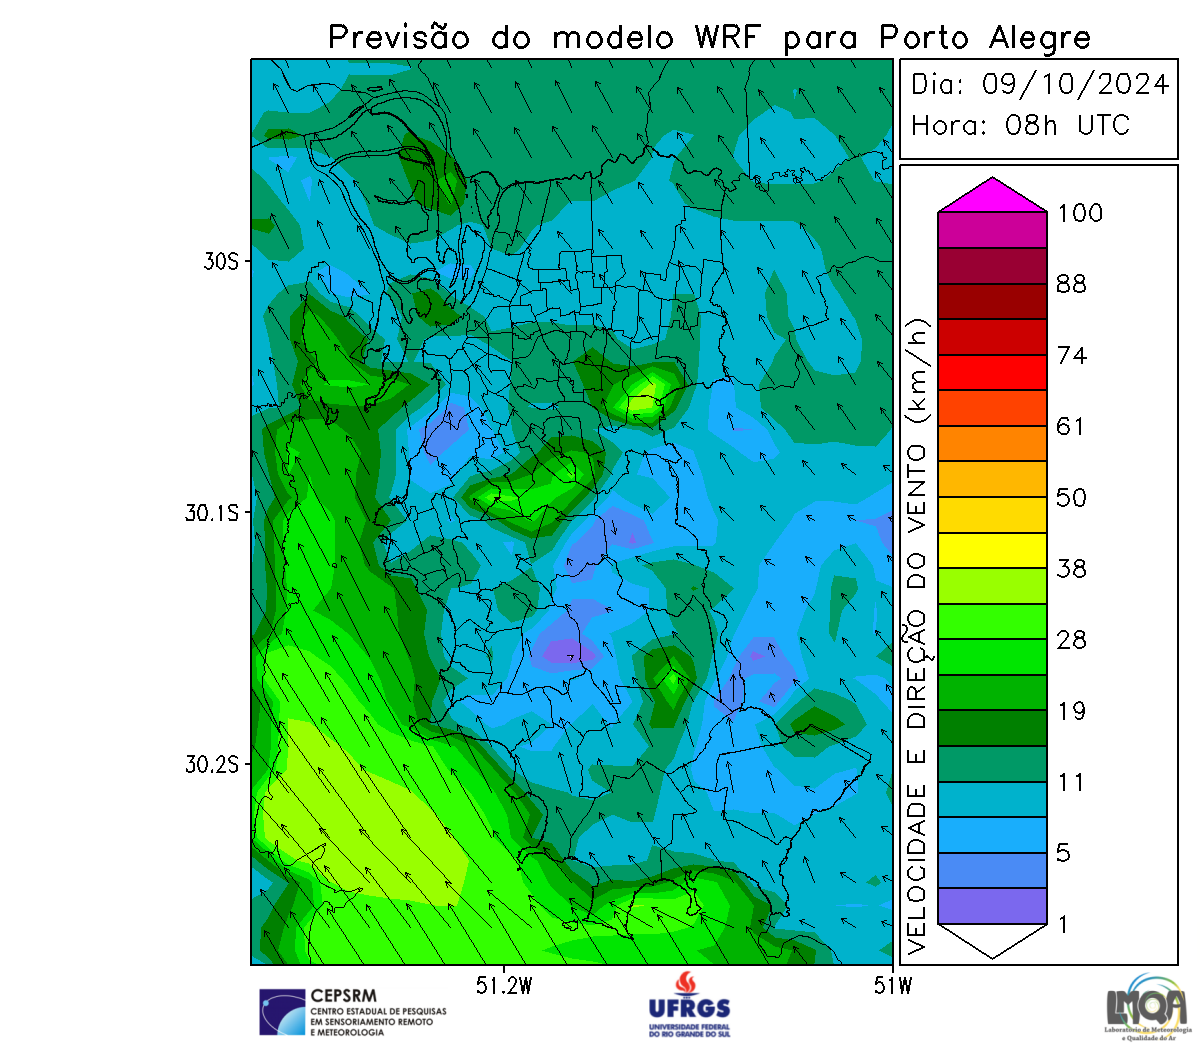 Previsão do modelo WRF para Porto Alegre
Dia: 09/10/2024
Hora: 08h UTC
VELOCIDADE E DIREÇÃO DO VENTO (km/h)
100
88
74
61
50
38
28
19
11
5
1
30S
30.1S
30.2S
51.2W
51W
CEPSRM
CENTRO ESTADUAL DE PESQUISAS
EM SENSORIAMENTO REMOTO
E METEOROLOGIA
UFRGS
UNIVERSIDADE FEDERAL
DO RIO GRANDE DO SUL
LMQA
Laboratório de Meteorologia
e Qualidade do Ar